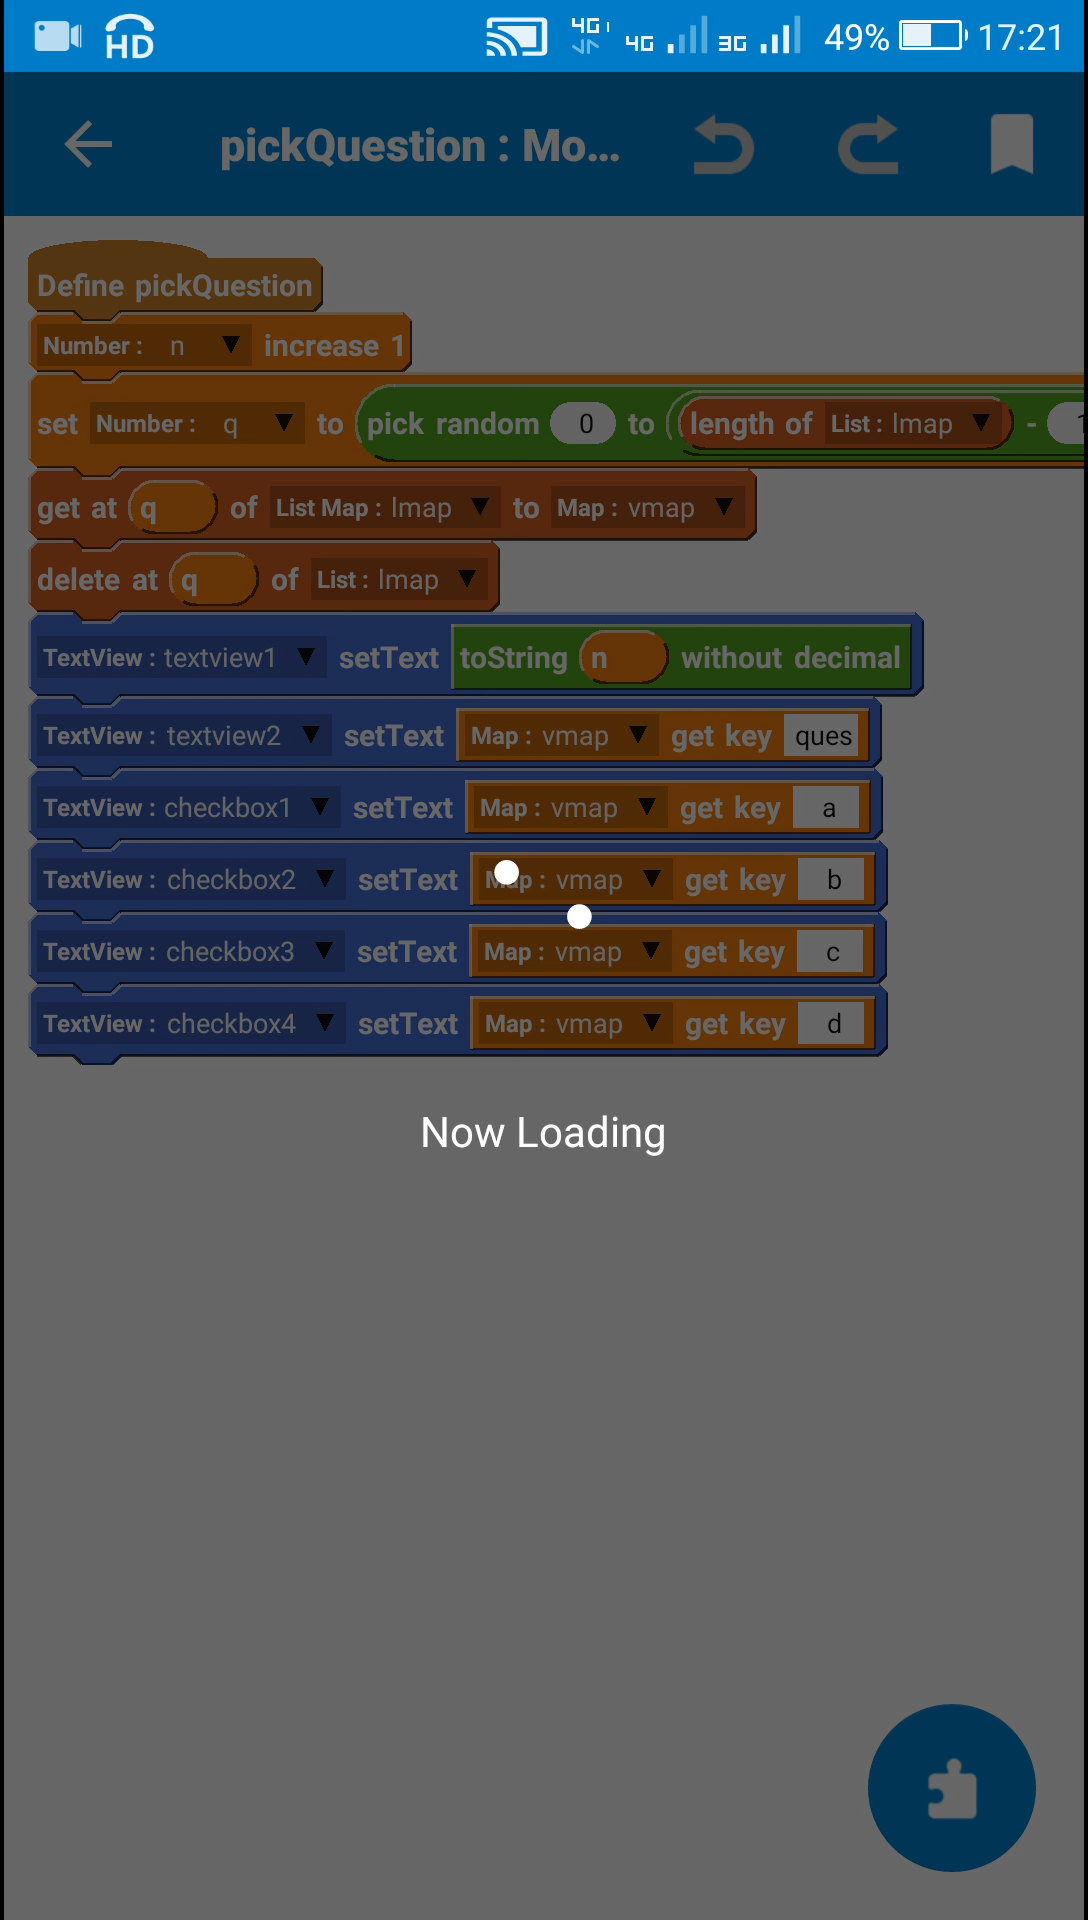 HD 4G 4G 3G 49% 17:21
pickQuestion : Mo...
Define pickQuestion
Number : n increase 1
set Number : q to pick random 0 to length of List : lmap - 1
get at q of List Map : lmap to Map : vmap
delete at q of List : lmap
TextView : textview1 setText toString n without decimal
TextView : textview2 setText Map : vmap get key ques
TextView : checkbox1 setText Map : vmap get key a
TextView : checkbox2 setText Map : vmap get key b
TextView : checkbox3 setText Map : vmap get key c
TextView : checkbox4 setText Map : vmap get key d
Now Loading